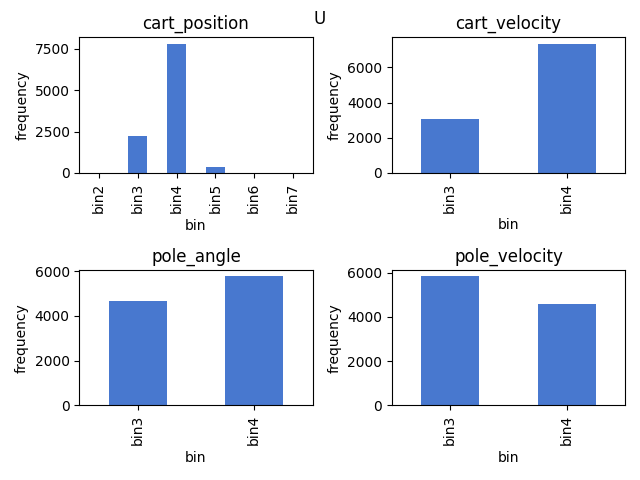 U
cart_position
frequency
7500
5000
2500
0
bin2
bin3
bin4
bin5
bin6
bin7
bin
cart_velocity
frequency
6000
4000
2000
0
bin3
bin4
bin
pole_angle
frequency
6000
4000
2000
0
bin3
bin4
bin
pole_velocity
frequency
6000
4000
2000
0
bin3
bin4
bin